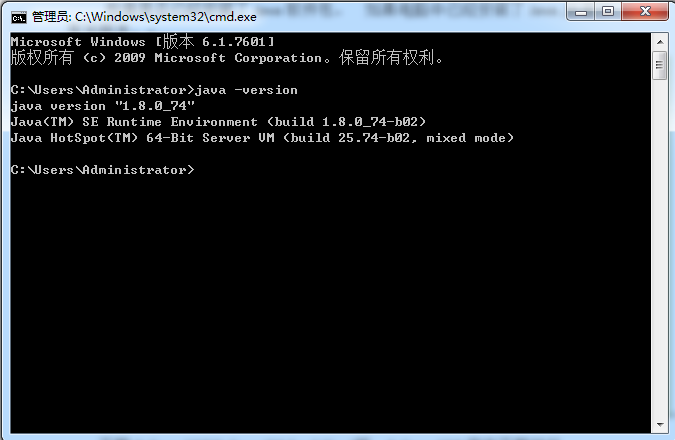 管理员: C:\Windows\system32\cmd.exe
Microsoft Windows [版本 6.1.7601]
版权所有 (c) 2009 Microsoft Corporation。保留所有权利。
C:\Users\Administrator>java -version
java version "1.8.0_74"
Java(TM) SE Runtime Environment (build 1.8.0_74-b02)
Java HotSpot(TM) 64-Bit Server VM (build 25.74-b02, mixed mode)
C:\Users\Administrator>